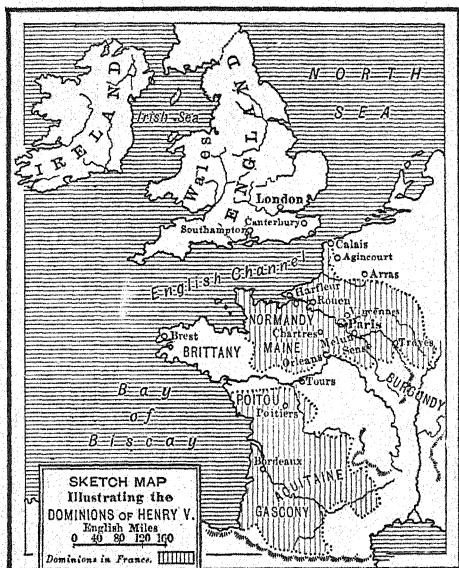 NORTH
SEA
IRELAND
Irish Sea
Wales
ENGLAND
London
Canterbury
Southampton
English Channel
Calais
Agincourt
Arras
Harfleur
Rouen
NORMANDY
Paris
Chartres
Melun
MAINE
Brest
BRITTANY
Orleans
Sens
Troyes
BURGUNDY
Tours
Bay
of
Biscay
POITOU
Poitiers
Bordeaux
AQUITAINE
GASCONY
SKETCH MAP
Illustrating the
DOMINIONS OF HENRY V.
English Miles
0 40 80 120 160
Dominions in France.